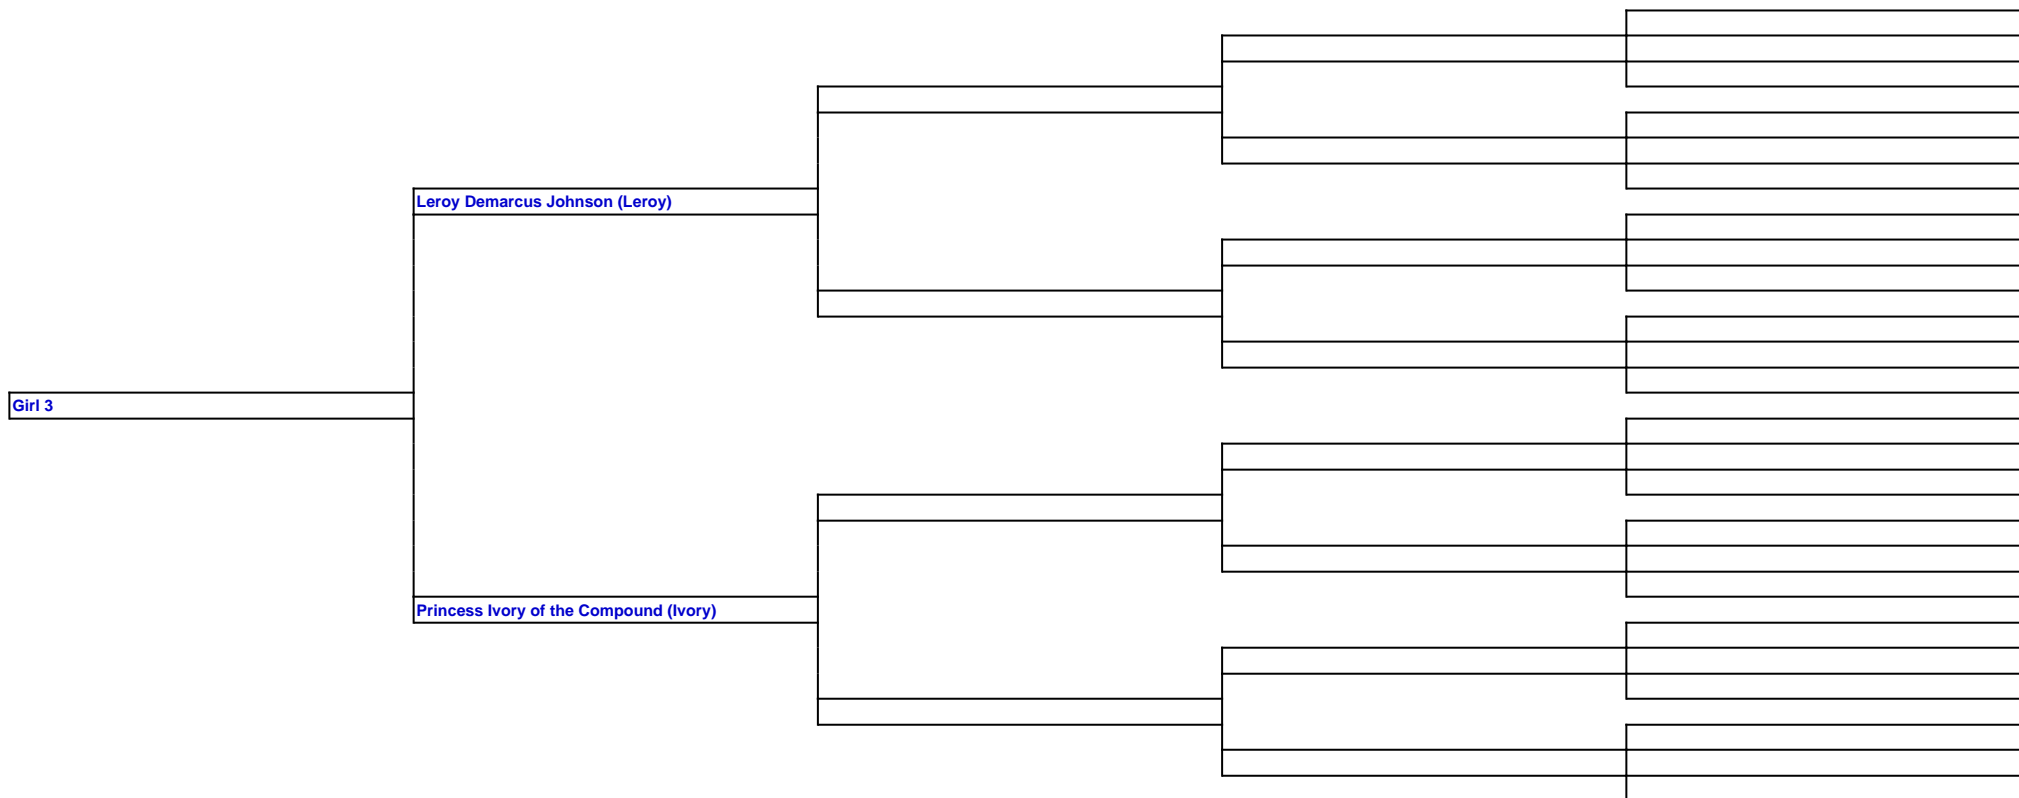 Leroy Demarcus Johnson (Leroy)
Girl 3
Princess Ivory of the Compound (Ivory)